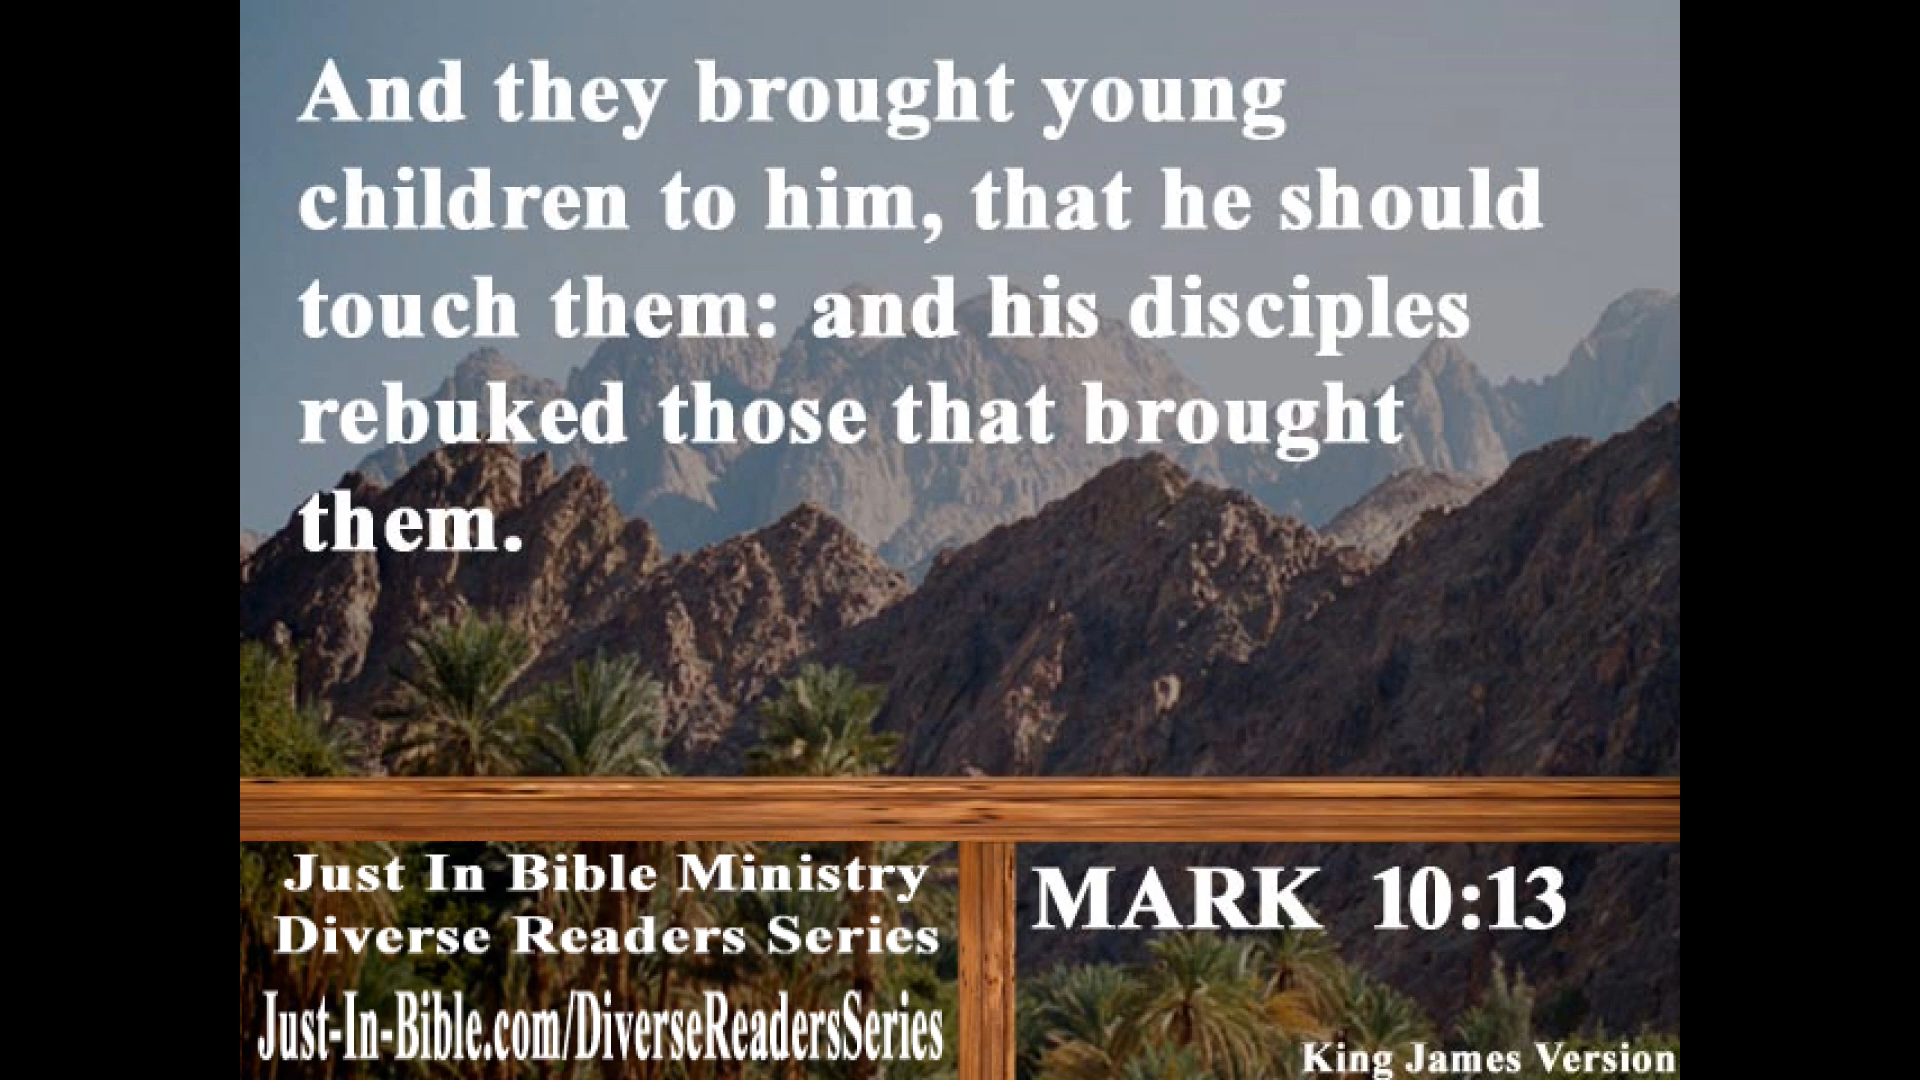 And they brought young
children to him, that he should
touch them: and his disciples
rebuked those that brought
them.
Just In Bible Ministry
Diverse Readers Series
Just-In-Bible.com/DiverseReadersSeries
MARK 10:13
King James Version